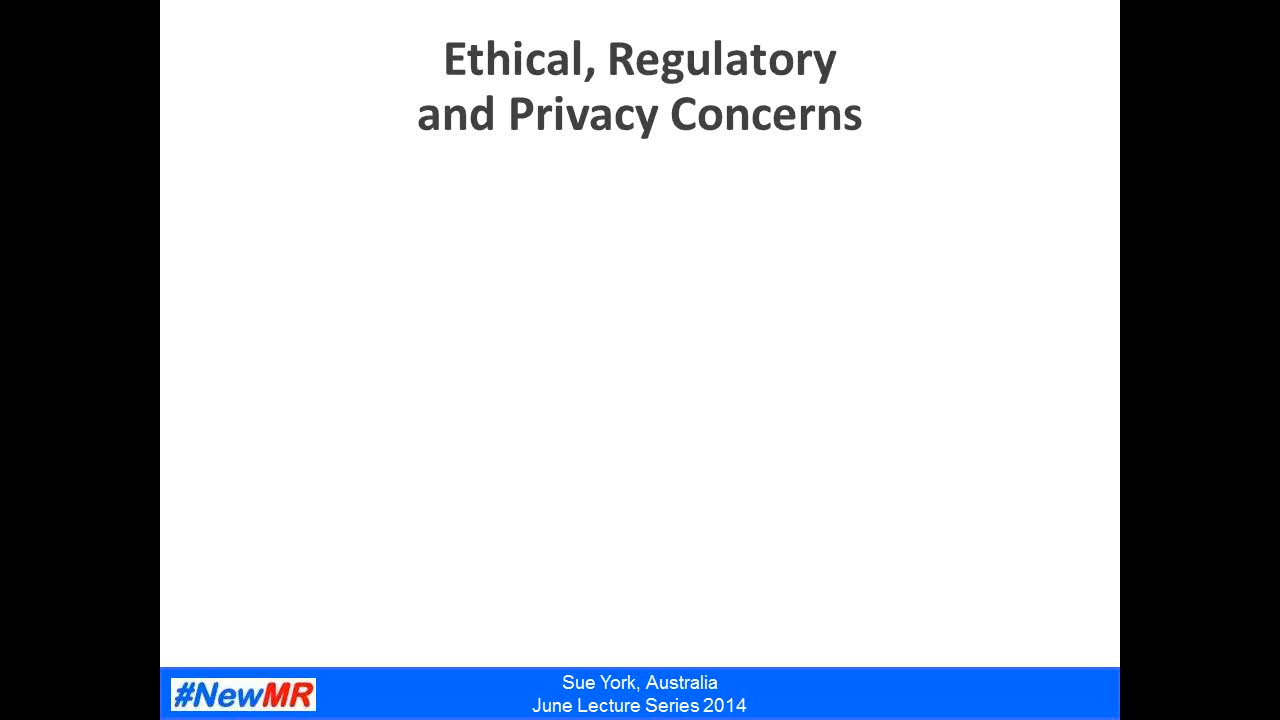 Ethical, Regulatory
and Privacy Concerns
#NewMR
Sue York, Australia
June Lecture Series 2014